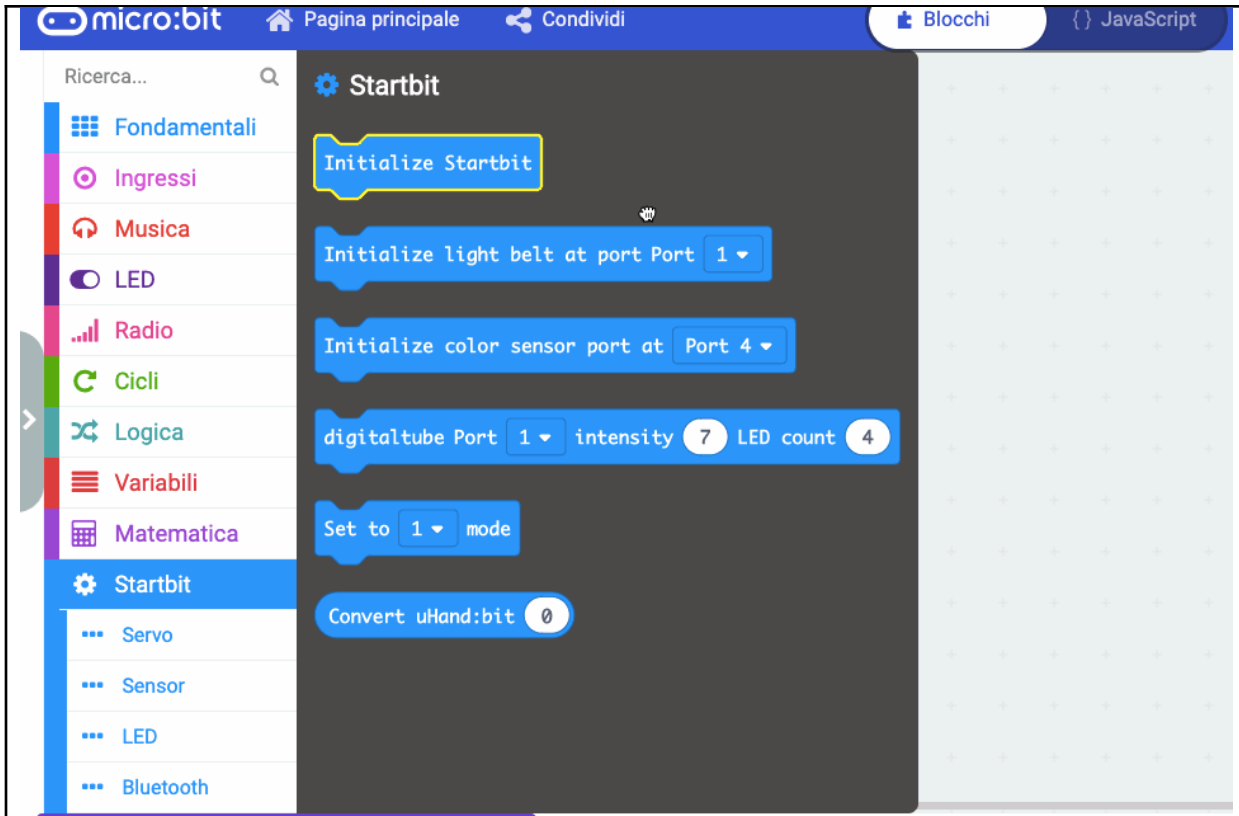 micro:bit Pagina principale Condividi Blocchi {} JavaScript
Ricerca...
Fondamentali
Ingressi
Musica
LED
Radio
Cicli
Logica
Variabili
Matematica
Startbit
Servo
Sensor
LED
Bluetooth
Startbit
Initialize Startbit
Initialize light belt at port Port 1
Initialize color sensor port at Port 4
digitaltube Port 1 intensity 7 LED count 4
Set to 1 mode
Convert uHand:bit 0